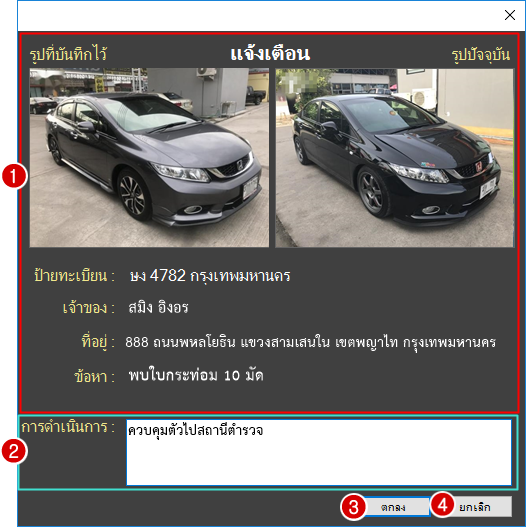 รูปที่บันทึกไว้ แจ้งเตือน รูปปัจจุบัน
1
ป้ายทะเบียน : ษง 4782 กรุงเทพมหานคร
เจ้าของ : สมิง อิงอร
ที่อยู่ : 888 ถนนพหลโยธิน แขวงสามเสนใน เขตพญาไท กรุงเทพมหานคร
ข้อหา : พบใบกระท่อม 10 มัด
การดำเนินการ : ควบคุมตัวไปสถานีตำรวจ
2
3 ตกลง 4 ยกเลิก